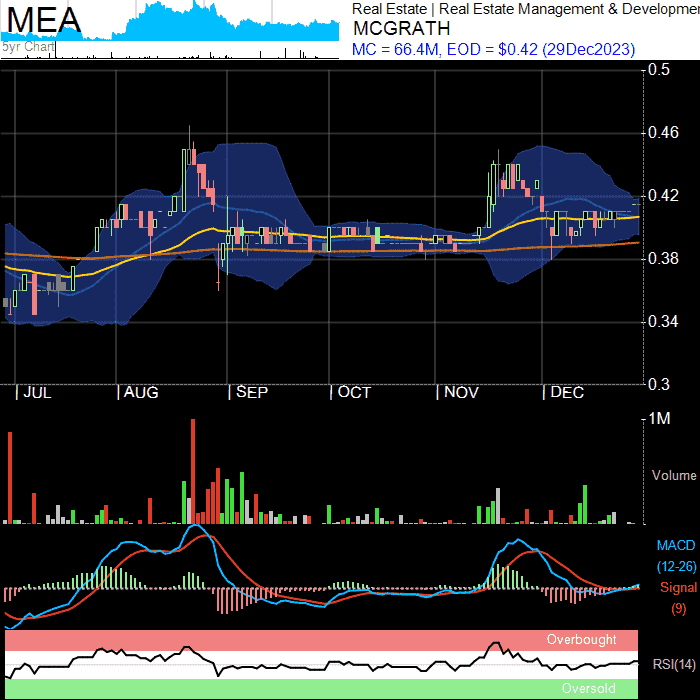 MEA
5yr Chart
Real Estate | Real Estate Management & Developmen
MCGRATH
MC = 66.4M, EOD = $0.42 (29Dec2023)
0.5
0.46
0.42
0.38
0.34
0.3
JUL AUG SEP OCT NOV DEC
1M
Volume
MACD
(12-26)
Signal
(9)
Overbought
RSI(14)
Oversold